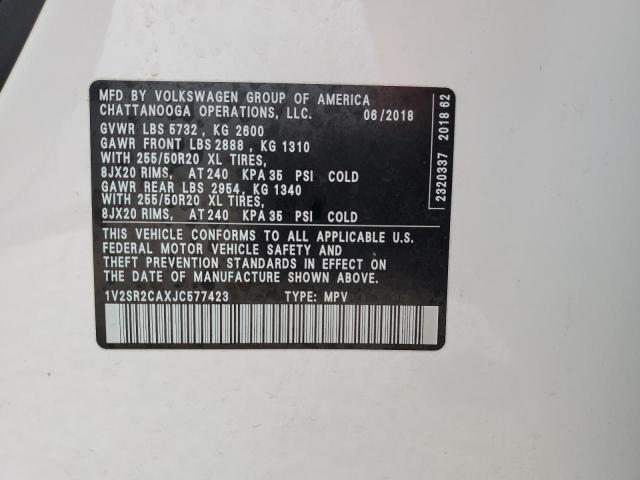 MFD BY VOLKSWAGEN GROUP OF AMERICA
CHATTANOOGA OPERATIONS, LLC. 06/2018
GVWR LBS 5732 , KG 2600
GAWR FRONT LBS 2888 , KG 1310
WITH 255/50R20 XL TIRES,
8JX20 RIMS, AT 240 KPA 35 PSI COLD
GAWR REAR LBS 2954 , KG 1340
WITH 255/50R20 XL TIRES,
8JX20 RIMS, AT 240 KPA 35 PSI COLD
THIS VEHICLE CONFORMS TO ALL APPLICABLE U.S.
FEDERAL MOTOR VEHICLE SAFETY AND
THEFT PREVENTION STANDARDS IN EFFECT ON
THE DATE OF MANUFACTURE SHOWN ABOVE.
1V2SR2CAXJC577423 TYPE: MPV
2320337 2018 62